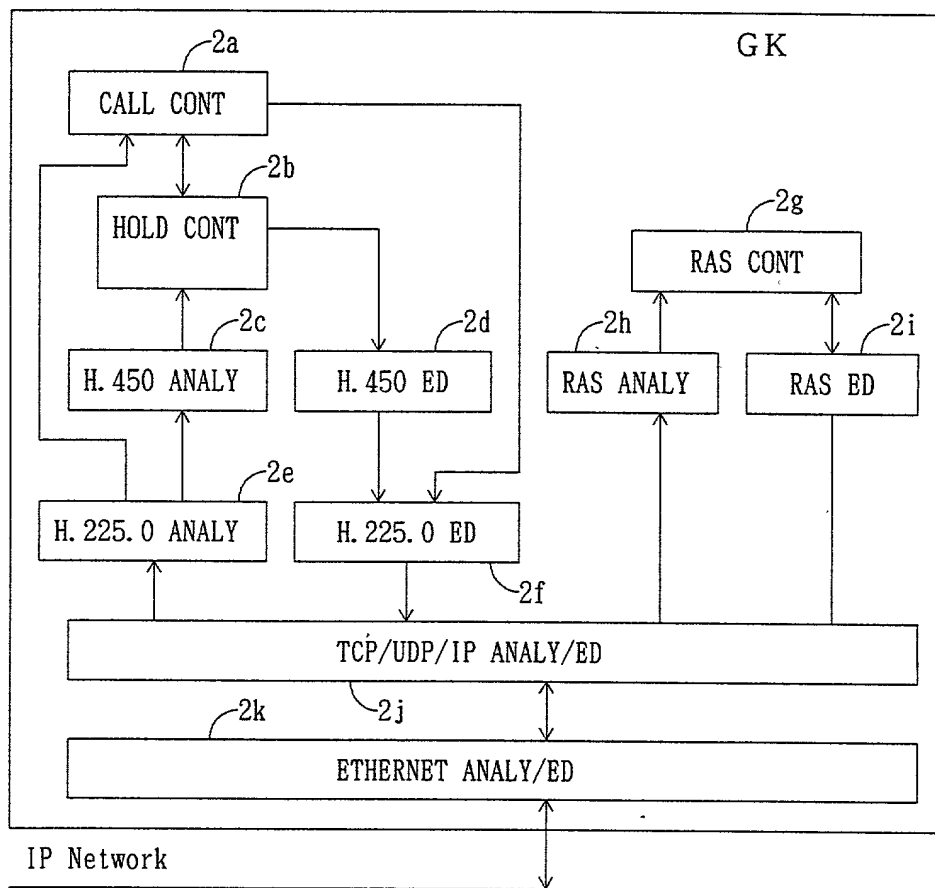 GK
2a
CALL CONT
2b
HOLD CONT
2g
RAS CONT
2c
2d
2h
2i
H.450 ANALY
H.450 ED
RAS ANALY
RAS ED
2e
H.225.0 ANALY
H.225.0 ED
2f
TCP/UDP/IP ANALY/ED
2j
2k
ETHERNET ANALY/ED
IP Network